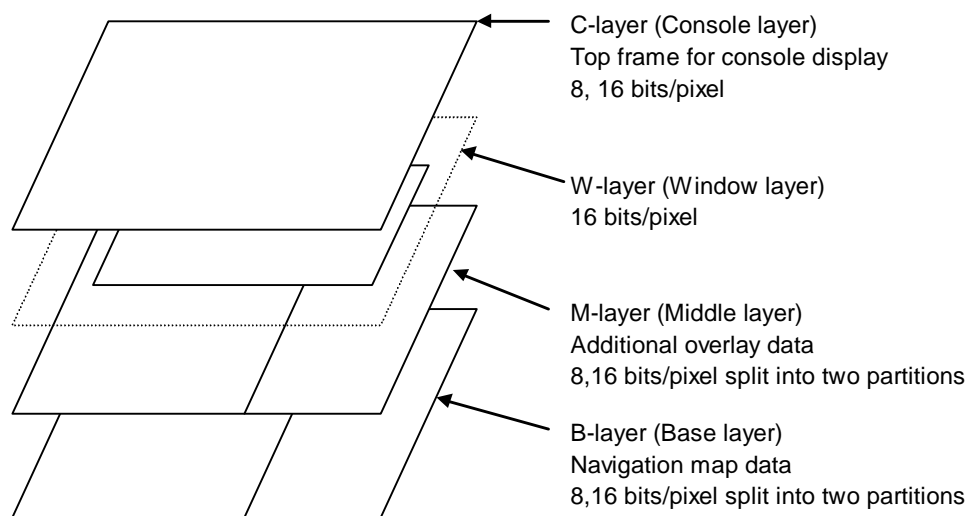 C-layer (Console layer)
Top frame for console display
8, 16 bits/pixel
W-layer (Window layer)
16 bits/pixel
M-layer (Middle layer)
Additional overlay data
8,16 bits/pixel split into two partitions
B-layer (Base layer)
Navigation map data
8,16 bits/pixel split into two partitions